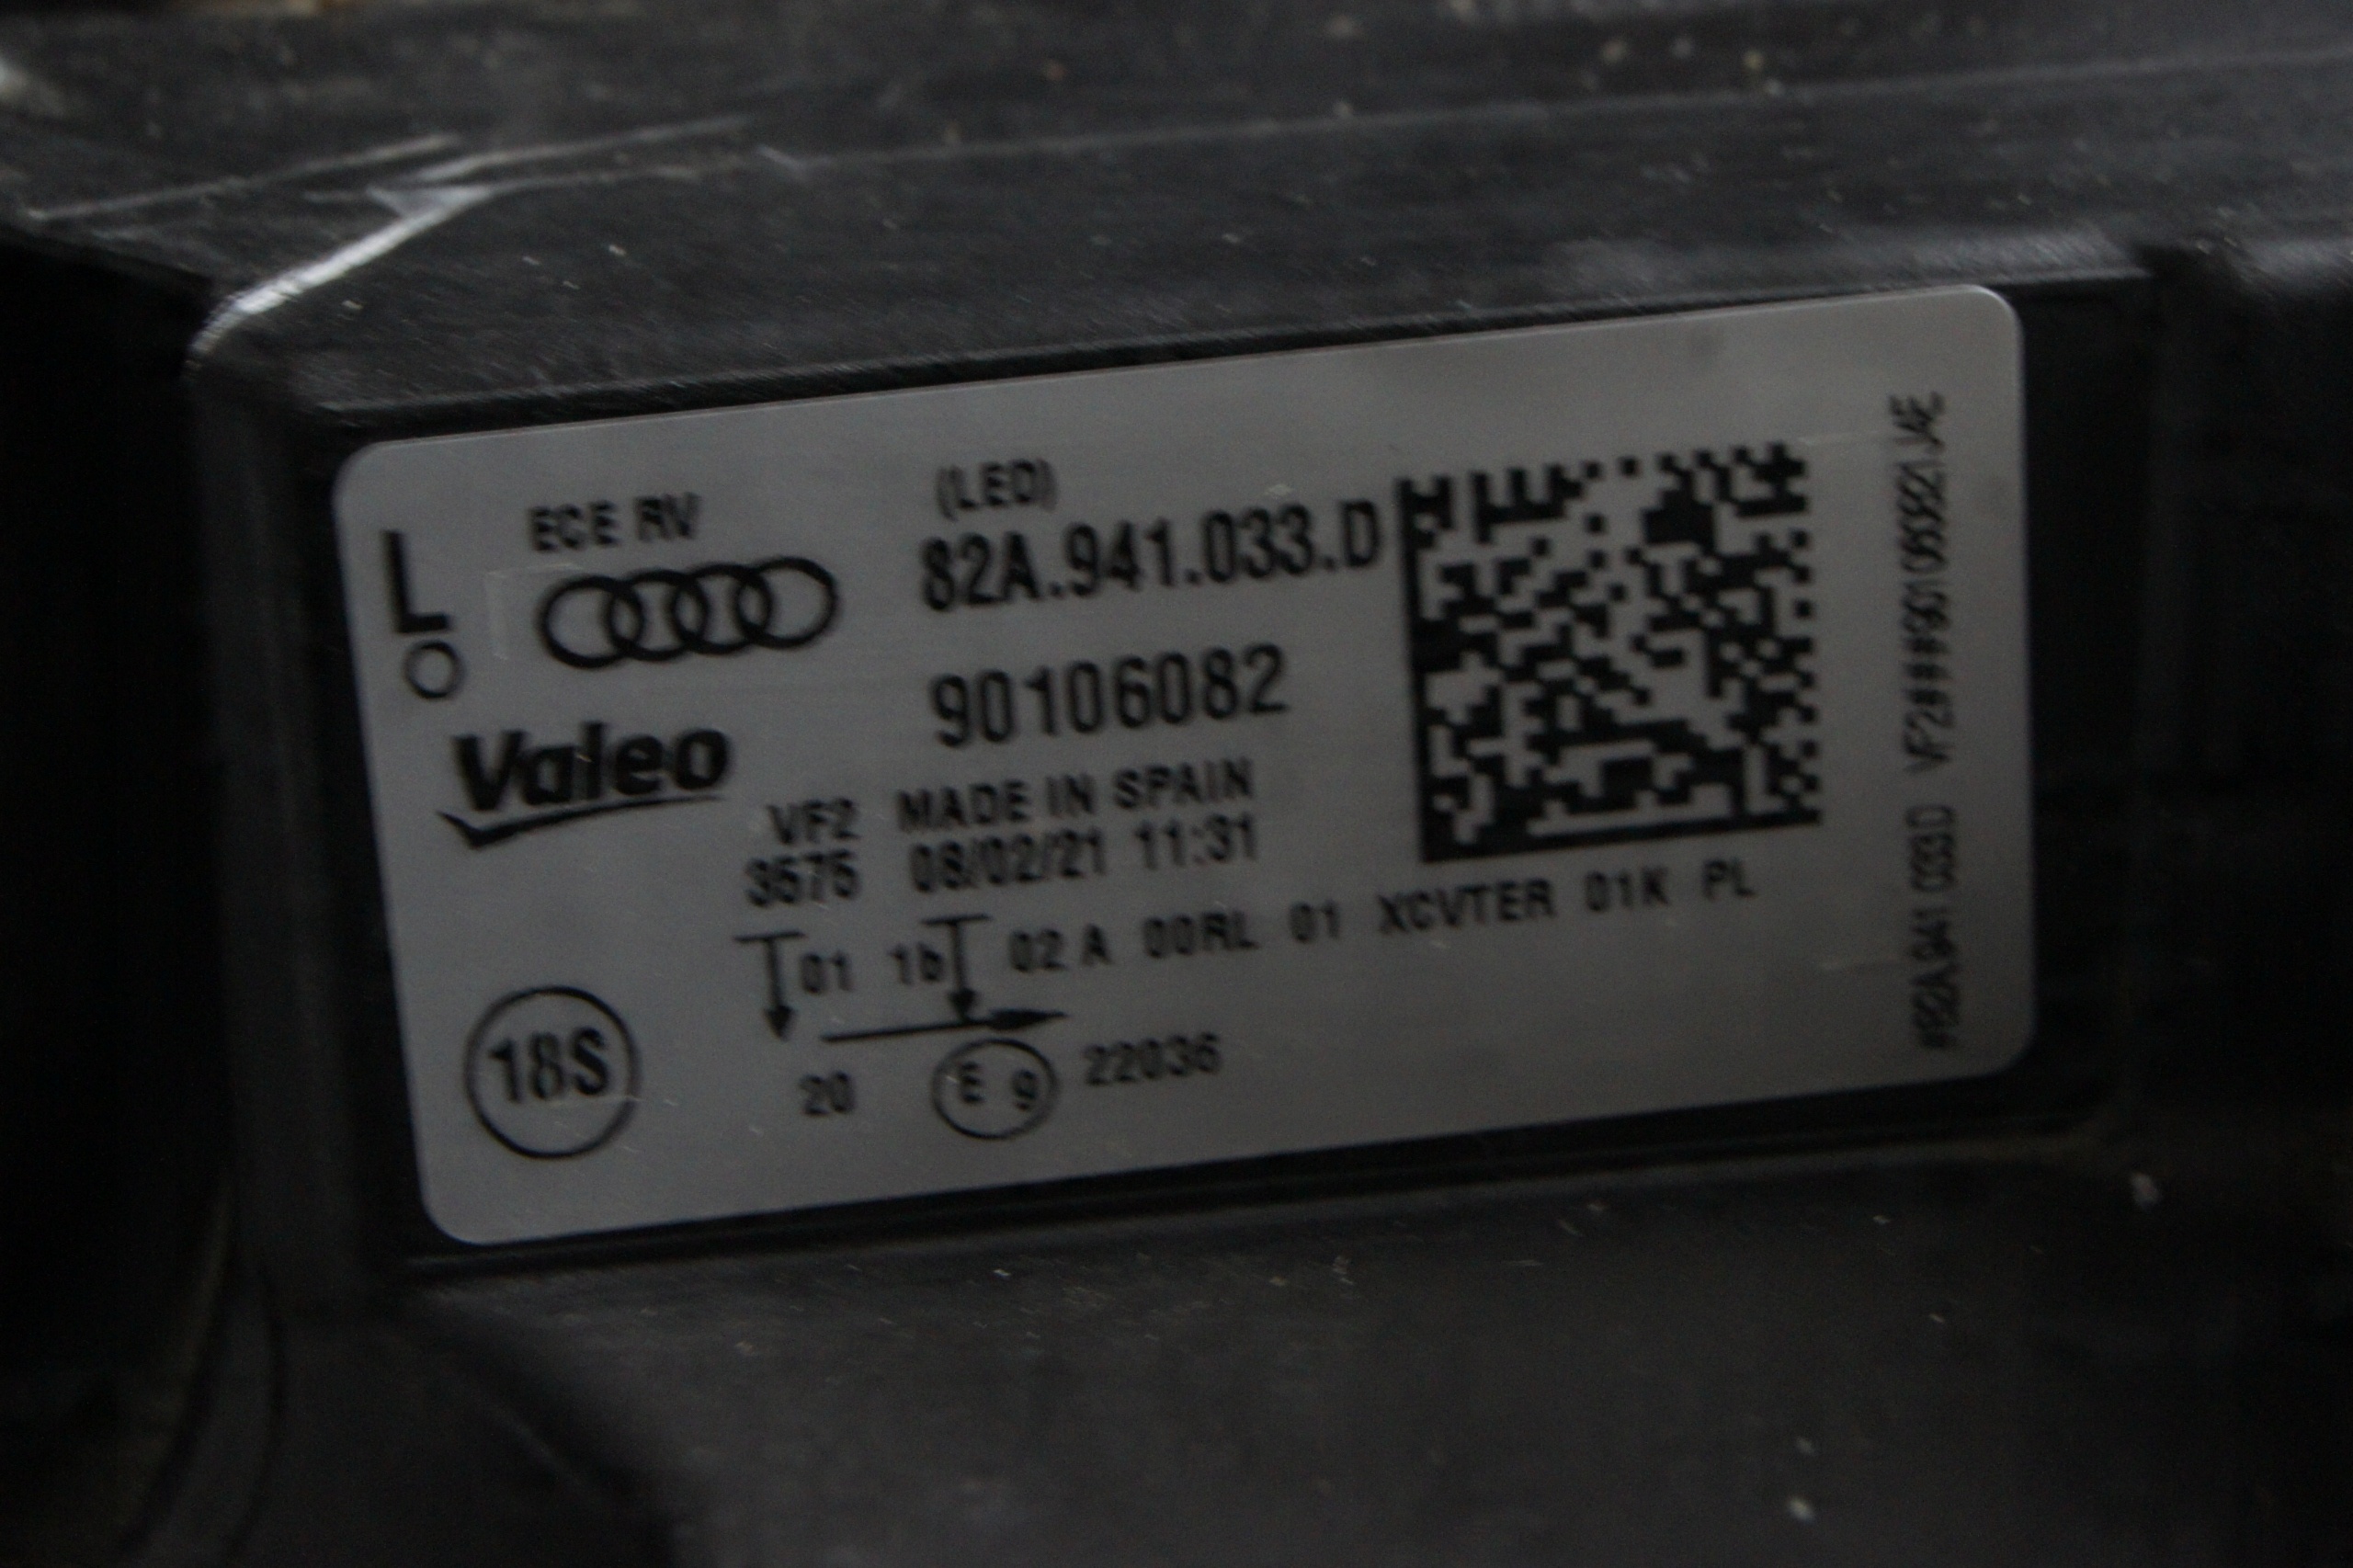 L
ECE RV
(LED)
82A.941.033.D
90106082
Valeo
VF2 MADE IN SPAIN
3575 08/02/21 11:31
01 1b 02 A 00RL 01 XCVTER 01K PL
18S
20 E 9 22036